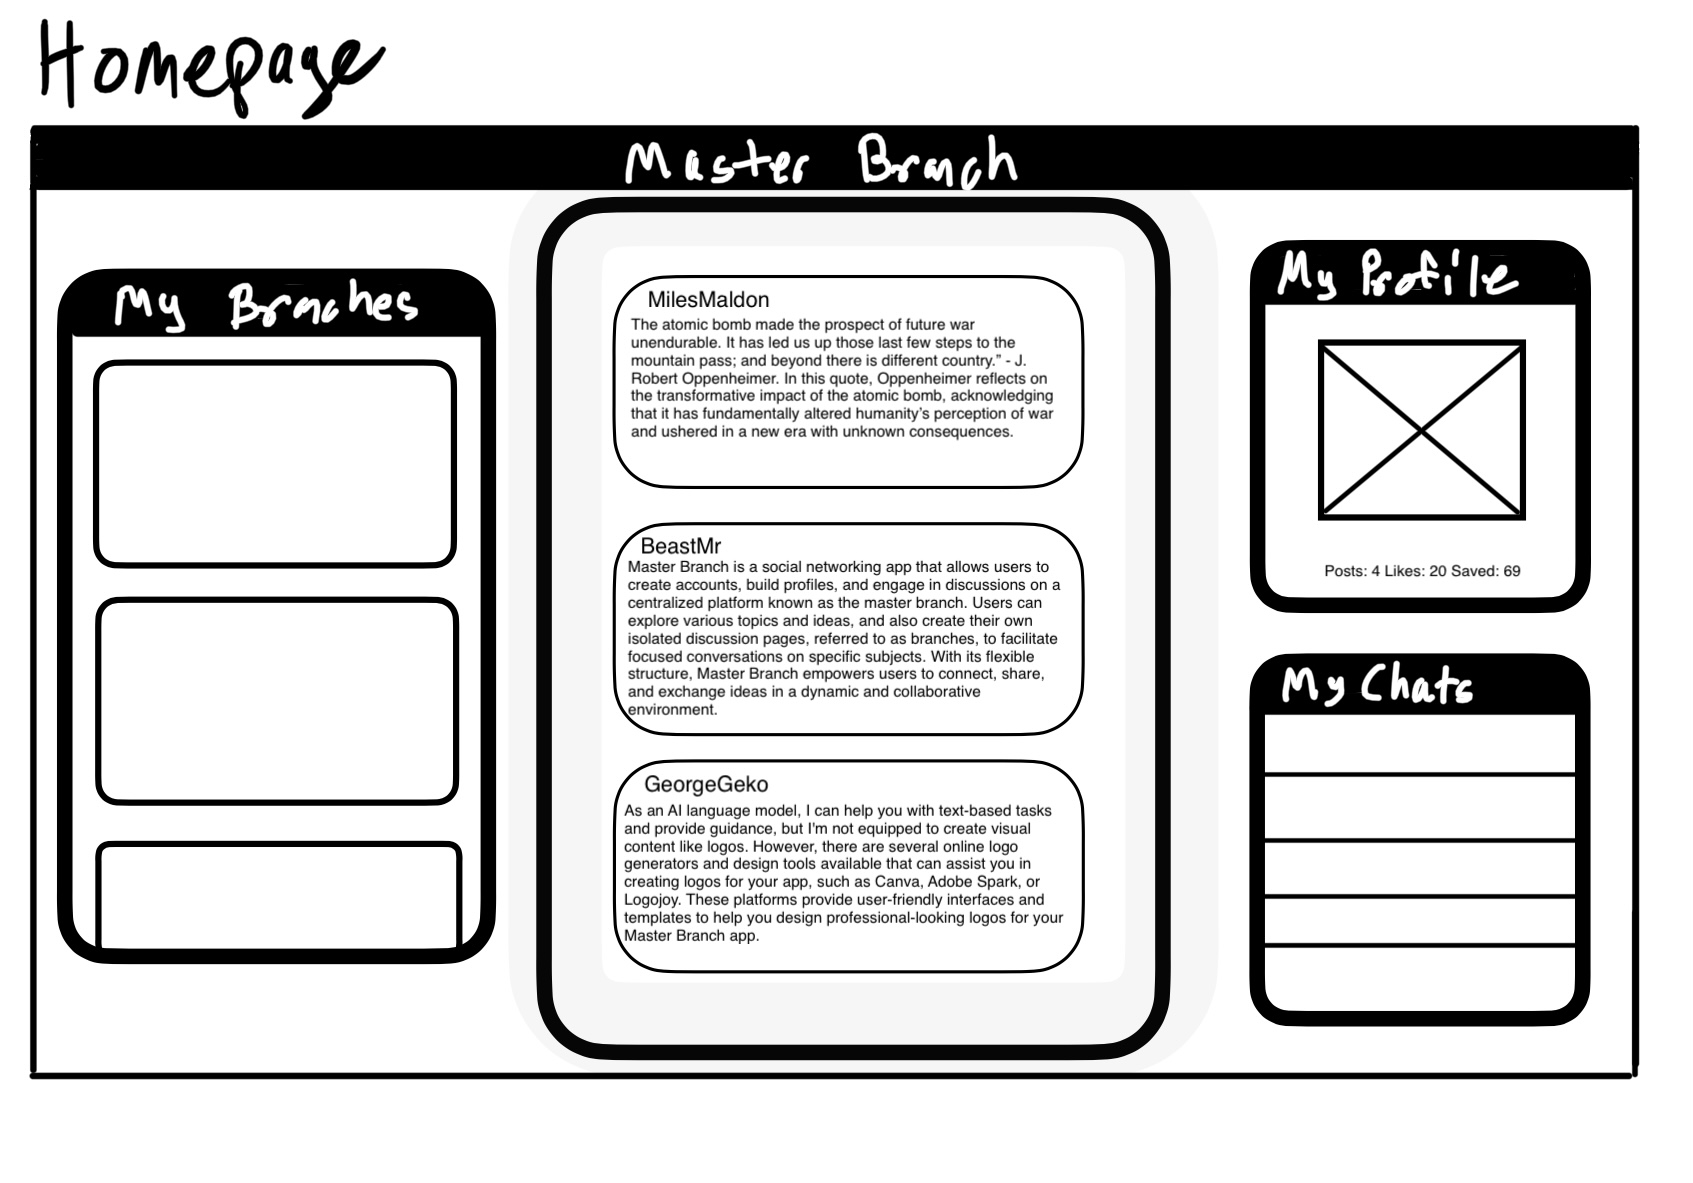 Homepage
Master Branch
My Branches
MilesMaldon
The atomic bomb made the prospect of future war
unendurable. It has led us up those last few steps to the
mountain pass; and beyond there is different country.” - J.
Robert Oppenheimer. In this quote, Oppenheimer reflects on
the transformative impact of the atomic bomb, acknowledging
that it has fundamentally altered humanity’s perception of war
and ushered in a new era with unknown consequences.
BeastMr
Master Branch is a social networking app that allows users to
create accounts, build profiles, and engage in discussions on a
centralized platform known as the master branch. Users can
explore various topics and ideas, and also create their own
isolated discussion pages, referred to as branches, to facilitate
focused conversations on specific subjects. With its flexible
structure, Master Branch empowers users to connect, share,
and exchange ideas in a dynamic and collaborative
environment.
GeorgeGeko
As an AI language model, I can help you with text-based tasks
and provide guidance, but I'm not equipped to create visual
content like logos. However, there are several online logo
generators and design tools available that can assist you in
creating logos for your app, such as Canva, Adobe Spark, or
Logojoy. These platforms provide user-friendly interfaces and
templates to help you design professional-looking logos for your
Master Branch app.
My Profile
Posts: 4 Likes: 20 Saved: 69
My Chats